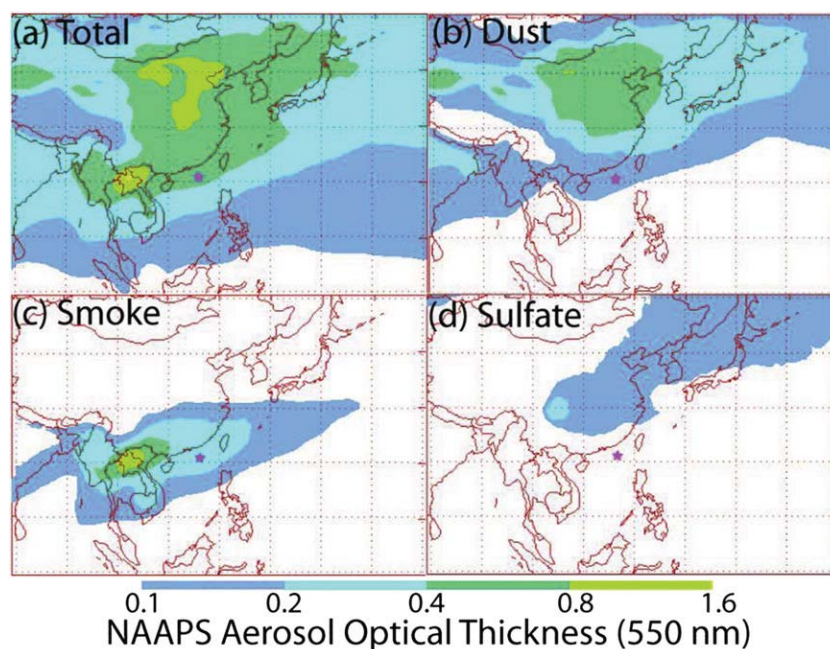 (a) Total
(b) Dust
(c) Smoke
(d) Sulfate
0.1 0.2 0.4 0.8 1.6
NAAPS Aerosol Optical Thickness (550 nm)